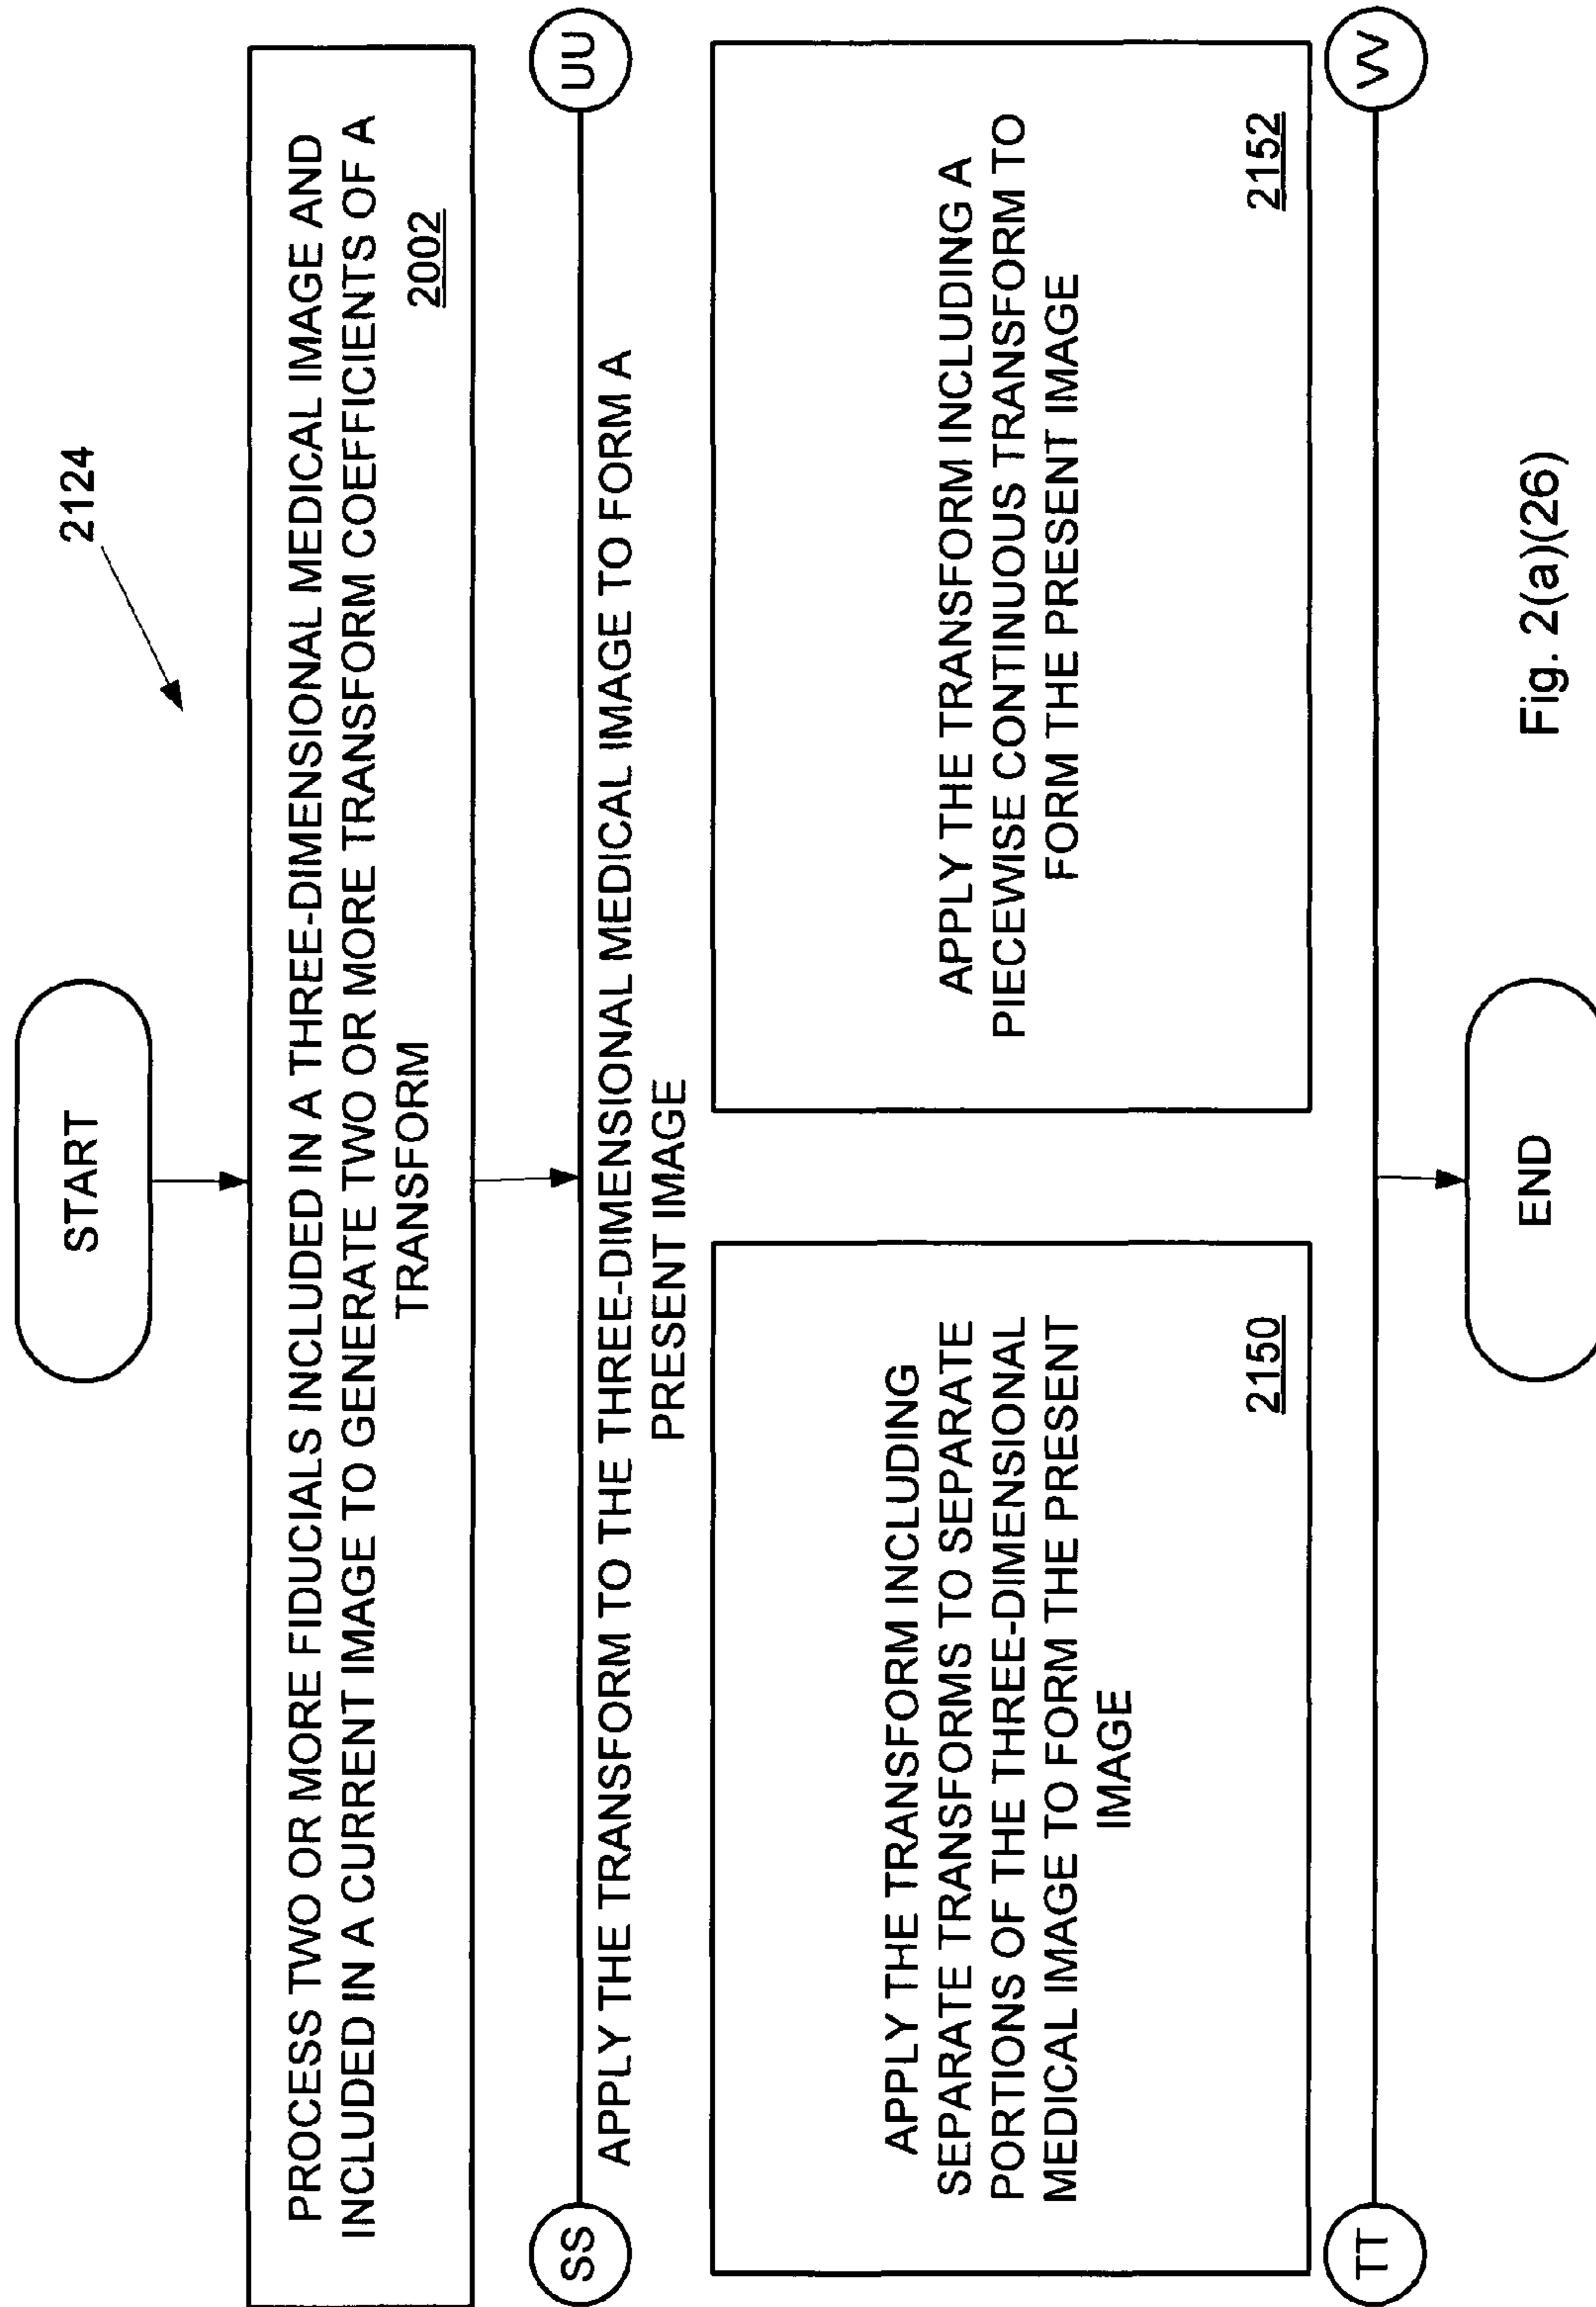 2124
START
PROCESS TWO OR MORE FIDUCIALS INCLUDED IN A THREE-DIMENSIONAL MEDICAL IMAGE AND
INCLUDED IN A CURRENT IMAGE TO GENERATE TWO OR MORE TRANSFORM COEFFICIENTS OF A
TRANSFORM
2002
SS
UU
APPLY THE TRANSFORM TO THE THREE-DIMENSIONAL MEDICAL IMAGE TO FORM A
PRESENT IMAGE
APPLY THE TRANSFORM INCLUDING
SEPARATE TRANSFORMS TO SEPARATE
PORTIONS OF THE THREE-DIMENSIONAL
MEDICAL IMAGE TO FORM THE PRESENT
IMAGE
2150
APPLY THE TRANSFORM INCLUDING A
PIECEWISE CONTINUOUS TRANSFORM TO
FORM THE PRESENT IMAGE
2152
TT
VV
END
Fig. 2(a)(26)